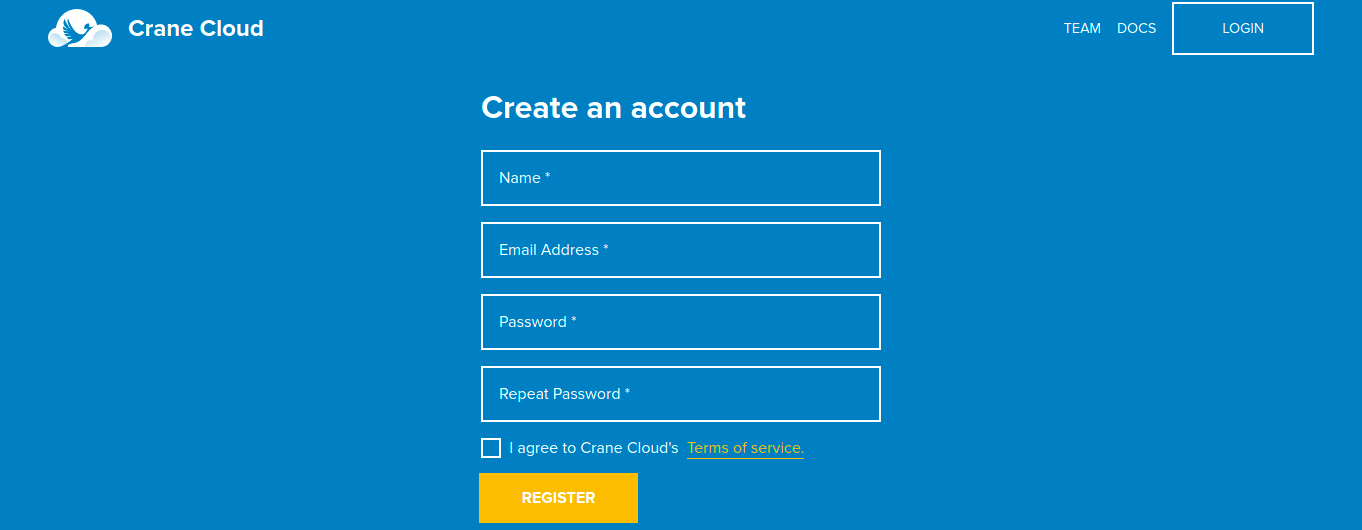 Crane Cloud
TEAM DOCS LOGIN
Create an account
Name *
Email Address *
Password *
Repeat Password *
I agree to Crane Cloud's Terms of service.
REGISTER